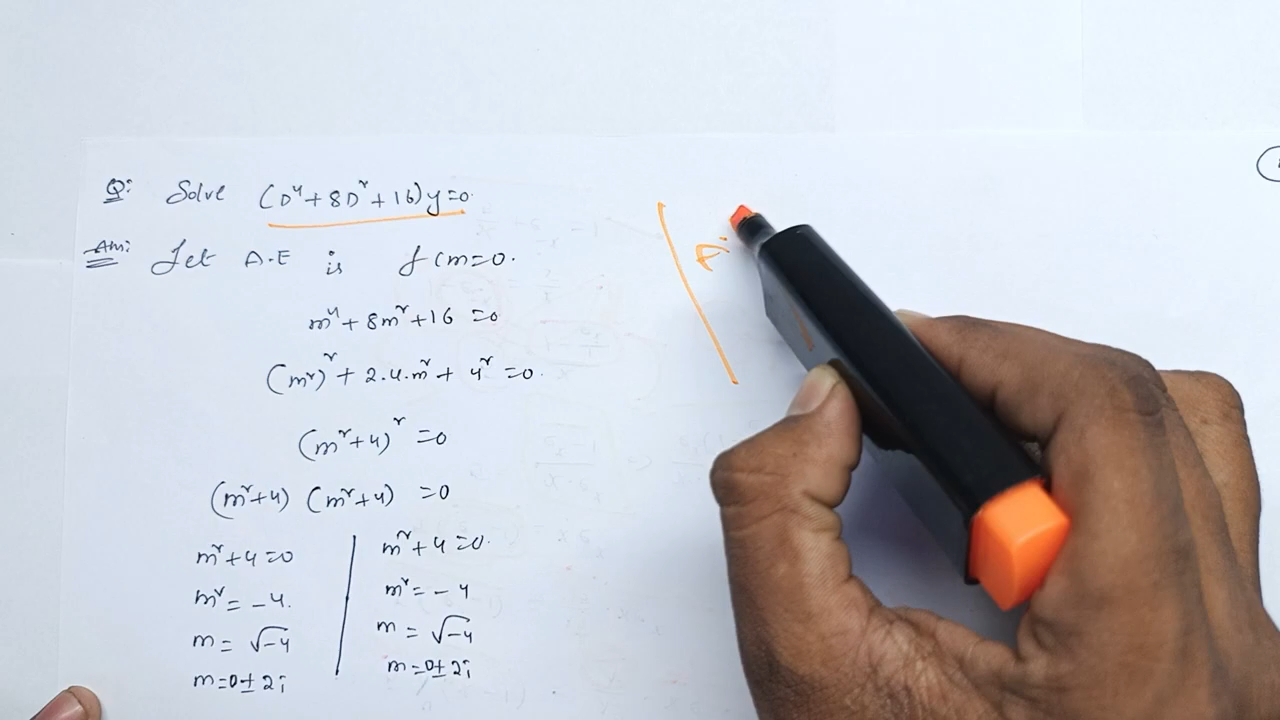 Q: Solve (D⁴+8D²+16)y=0.
Ans: Let A.E is f(m=0.
m⁴+8m²+16=0
(m²)²+2.4.m²+4²=0.
(m²+4)²=0
(m²+4) (m²+4) =0
m²+4=0
m²=-4.
m=√-4
m=0±2i
m²+4=0.
m²=-4
m=√-4
m=0±2i
A